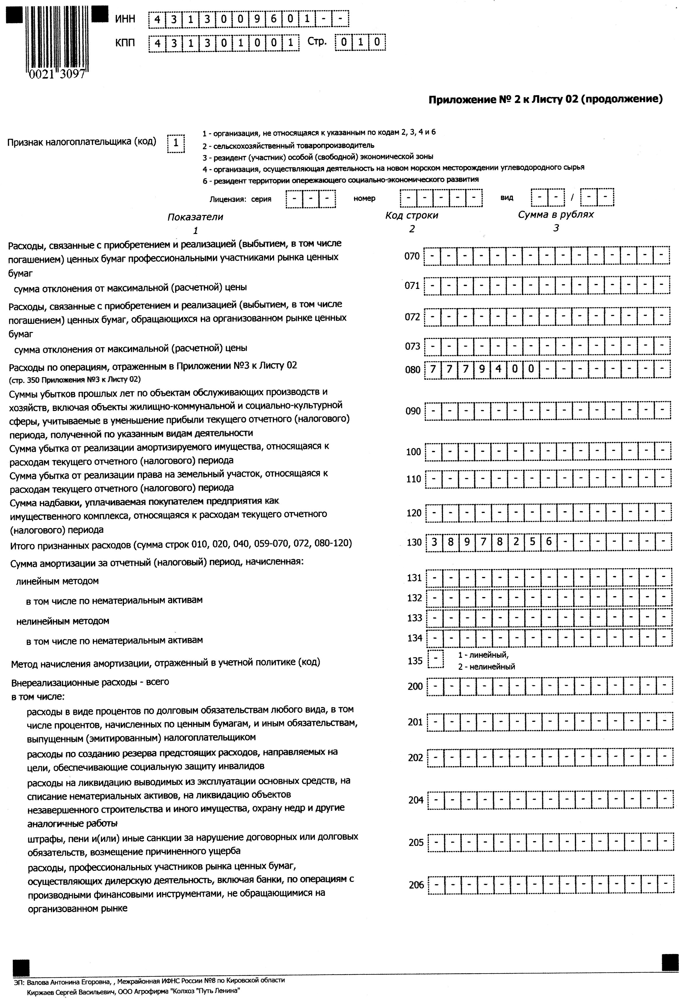 ИНН 4313009601--
КПП 431301001 Стр. 010
0021 3097
Приложение № 2 к Листу 02 (продолжение)
Признак налогоплательщика (код) 1
1 - организация, не относящаяся к указанным по кодам 2, 3, 4 и 6
2 - сельскохозяйственный товаропроизводитель
3 - резидент (участник) особой (свободной) экономической зоны
4 - организация, осуществляющая деятельность на новом морском месторождении углеводородного сырья
6 - резидент территории опережающего социально-экономического развития
Лицензия: серия --- номер ----- вид -- / --
Показатели Код строки Сумма в рублях
1 2 3
Расходы, связанные с приобретением и реализацией (выбытием, в том числе
погашением) ценных бумаг профессиональными участниками рынка ценных 070 ---------------
бумаг
сумма отклонения от максимальной (расчетной) цены 071 ---------------
Расходы, связанные с приобретением и реализацией (выбытием, в том числе
погашением) ценных бумаг, обращающихся на организованном рынке ценных 072 ---------------
бумаг
сумма отклонения от максимальной (расчетной) цены 073 ---------------
Расходы по операциям, отраженным в Приложении №3 к Листу 02 080 7779400--------
(стр. 350 Приложения №3 к Листу 02)
Суммы убытков прошлых лет по объектам обслуживающих производств и
хозяйств, включая объекты жилищно-коммунальной и социально-культурной 090 ---------------
сферы, учитываемые в уменьшение прибыли текущего отчетного (налогового)
периода, полученной по указанным видам деятельности
Сумма убытка от реализации амортизируемого имущества, относящаяся к 100 ---------------
расходам текущего отчетного (налогового) периода
Сумма убытка от реализации права на земельный участок, относящаяся к 110 ---------------
расходам текущего отчетного (налогового) периода
Сумма надбавки, уплачиваемая покупателем предприятия как
имущественного комплекса, относящаяся к расходам текущего отчетного 120 ---------------
(налогового) периода
Итого признанных расходов (сумма строк 010, 020, 040, 059-070, 072, 080-120) 130 38978256-------
Сумма амортизации за отчетный (налоговый) период, начисленная:
линейным методом 131 ---------------
в том числе по нематериальным активам 132 ---------------
нелинейным методом 133 ---------------
в том числе по нематериальным активам 134 ---------------
Метод начисления амортизации, отраженный в учетной политике (код) 135 - 1 - линейный,
2 - нелинейный
Внереализационные расходы - всего 200 ---------------
в том числе:
расходы в виде процентов по долговым обязательствам любого вида, в том
числе процентов, начисленных по ценным бумагам, и иным обязательствам, 201 ---------------
выпущенным (эмитированным) налогоплательщиком
расходы по созданию резерва предстоящих расходов, направляемых на 202 ---------------
цели, обеспечивающие социальную защиту инвалидов
расходы на ликвидацию выводимых из эксплуатации основных средств, на
списание нематериальных активов, на ликвидацию объектов 204 ---------------
незавершенного строительства и иного имущества, охрану недр и другие
аналогичные работы
штрафы, пени и(или) иные санкции за нарушение договорных или долговых 205 ---------------
обязательств, возмещение причиненного ущерба
расходы, профессиональных участников рынка ценных бумаг,
осуществляющих дилерскую деятельность, включая банки, по операциям с 206 ---------------
производными финансовыми инструментами, не обращающимися на
организованном рынке
ЭП: Валова Антонина Егоровна, , Межрайонная ИФНС России №8 по Кировской области
Киржаев Сергей Васильевич, ООО Агрофирма "Колхоз "Путь Ленина"